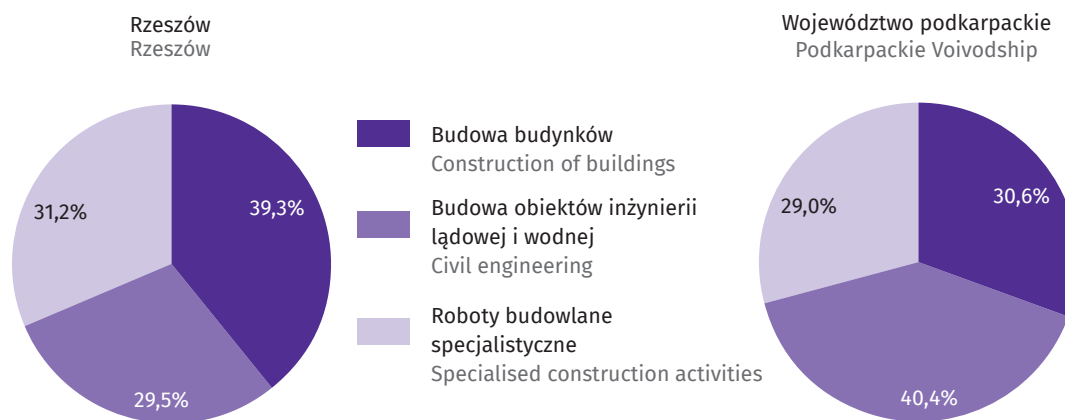 Rzeszów
Rzeszów
31,2%
39,3%
29,5%
Budowa budynków
Construction of buildings
Budowa obiektów inżynierii
lądowej i wodnej
Civil engineering
Roboty budowlane
specjalistyczne
Specialised construction activities
Województwo podkarpackie
Podkarpackie Voivodship
29,0%
30,6%
40,4%